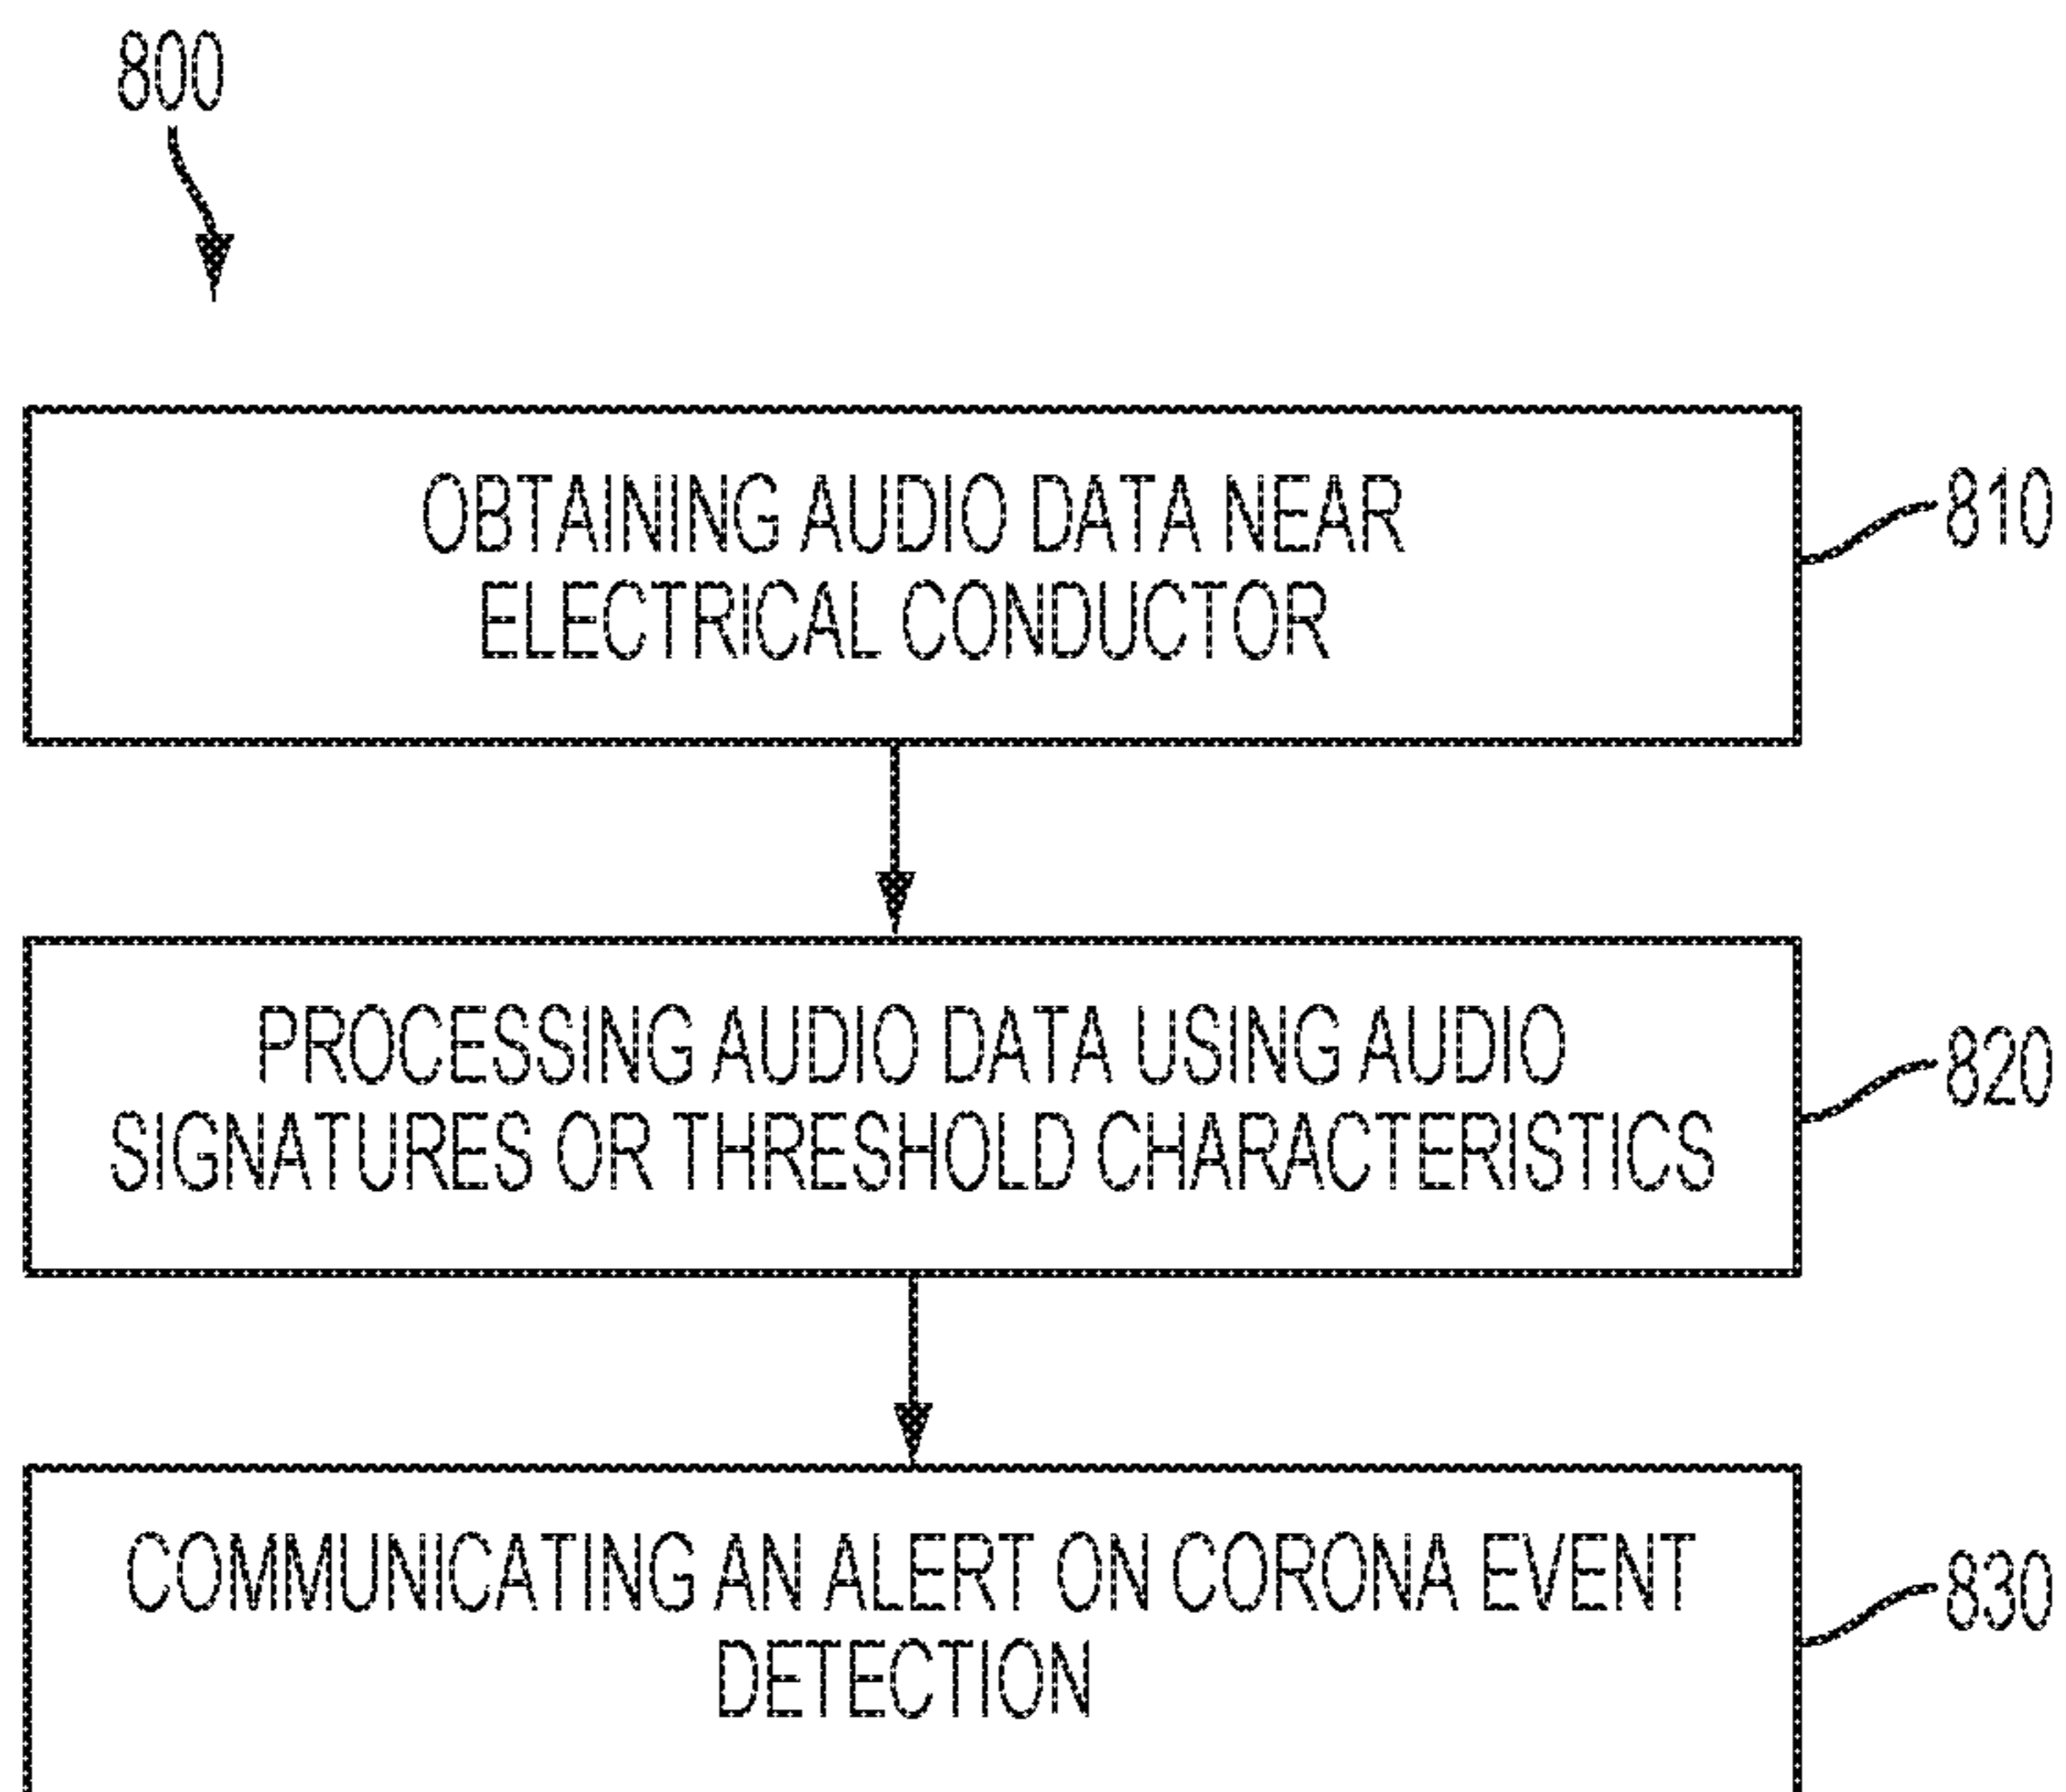 800
OBTAINING AUDIO DATA NEAR
ELECTRICAL CONDUCTOR
810
PROCESSING AUDIO DATA USING AUDIO
SIGNATURES OR THRESHOLD CHARACTERISTICS
820
COMMUNICATING AN ALERT ON CORONA EVENT
DETECTION
830